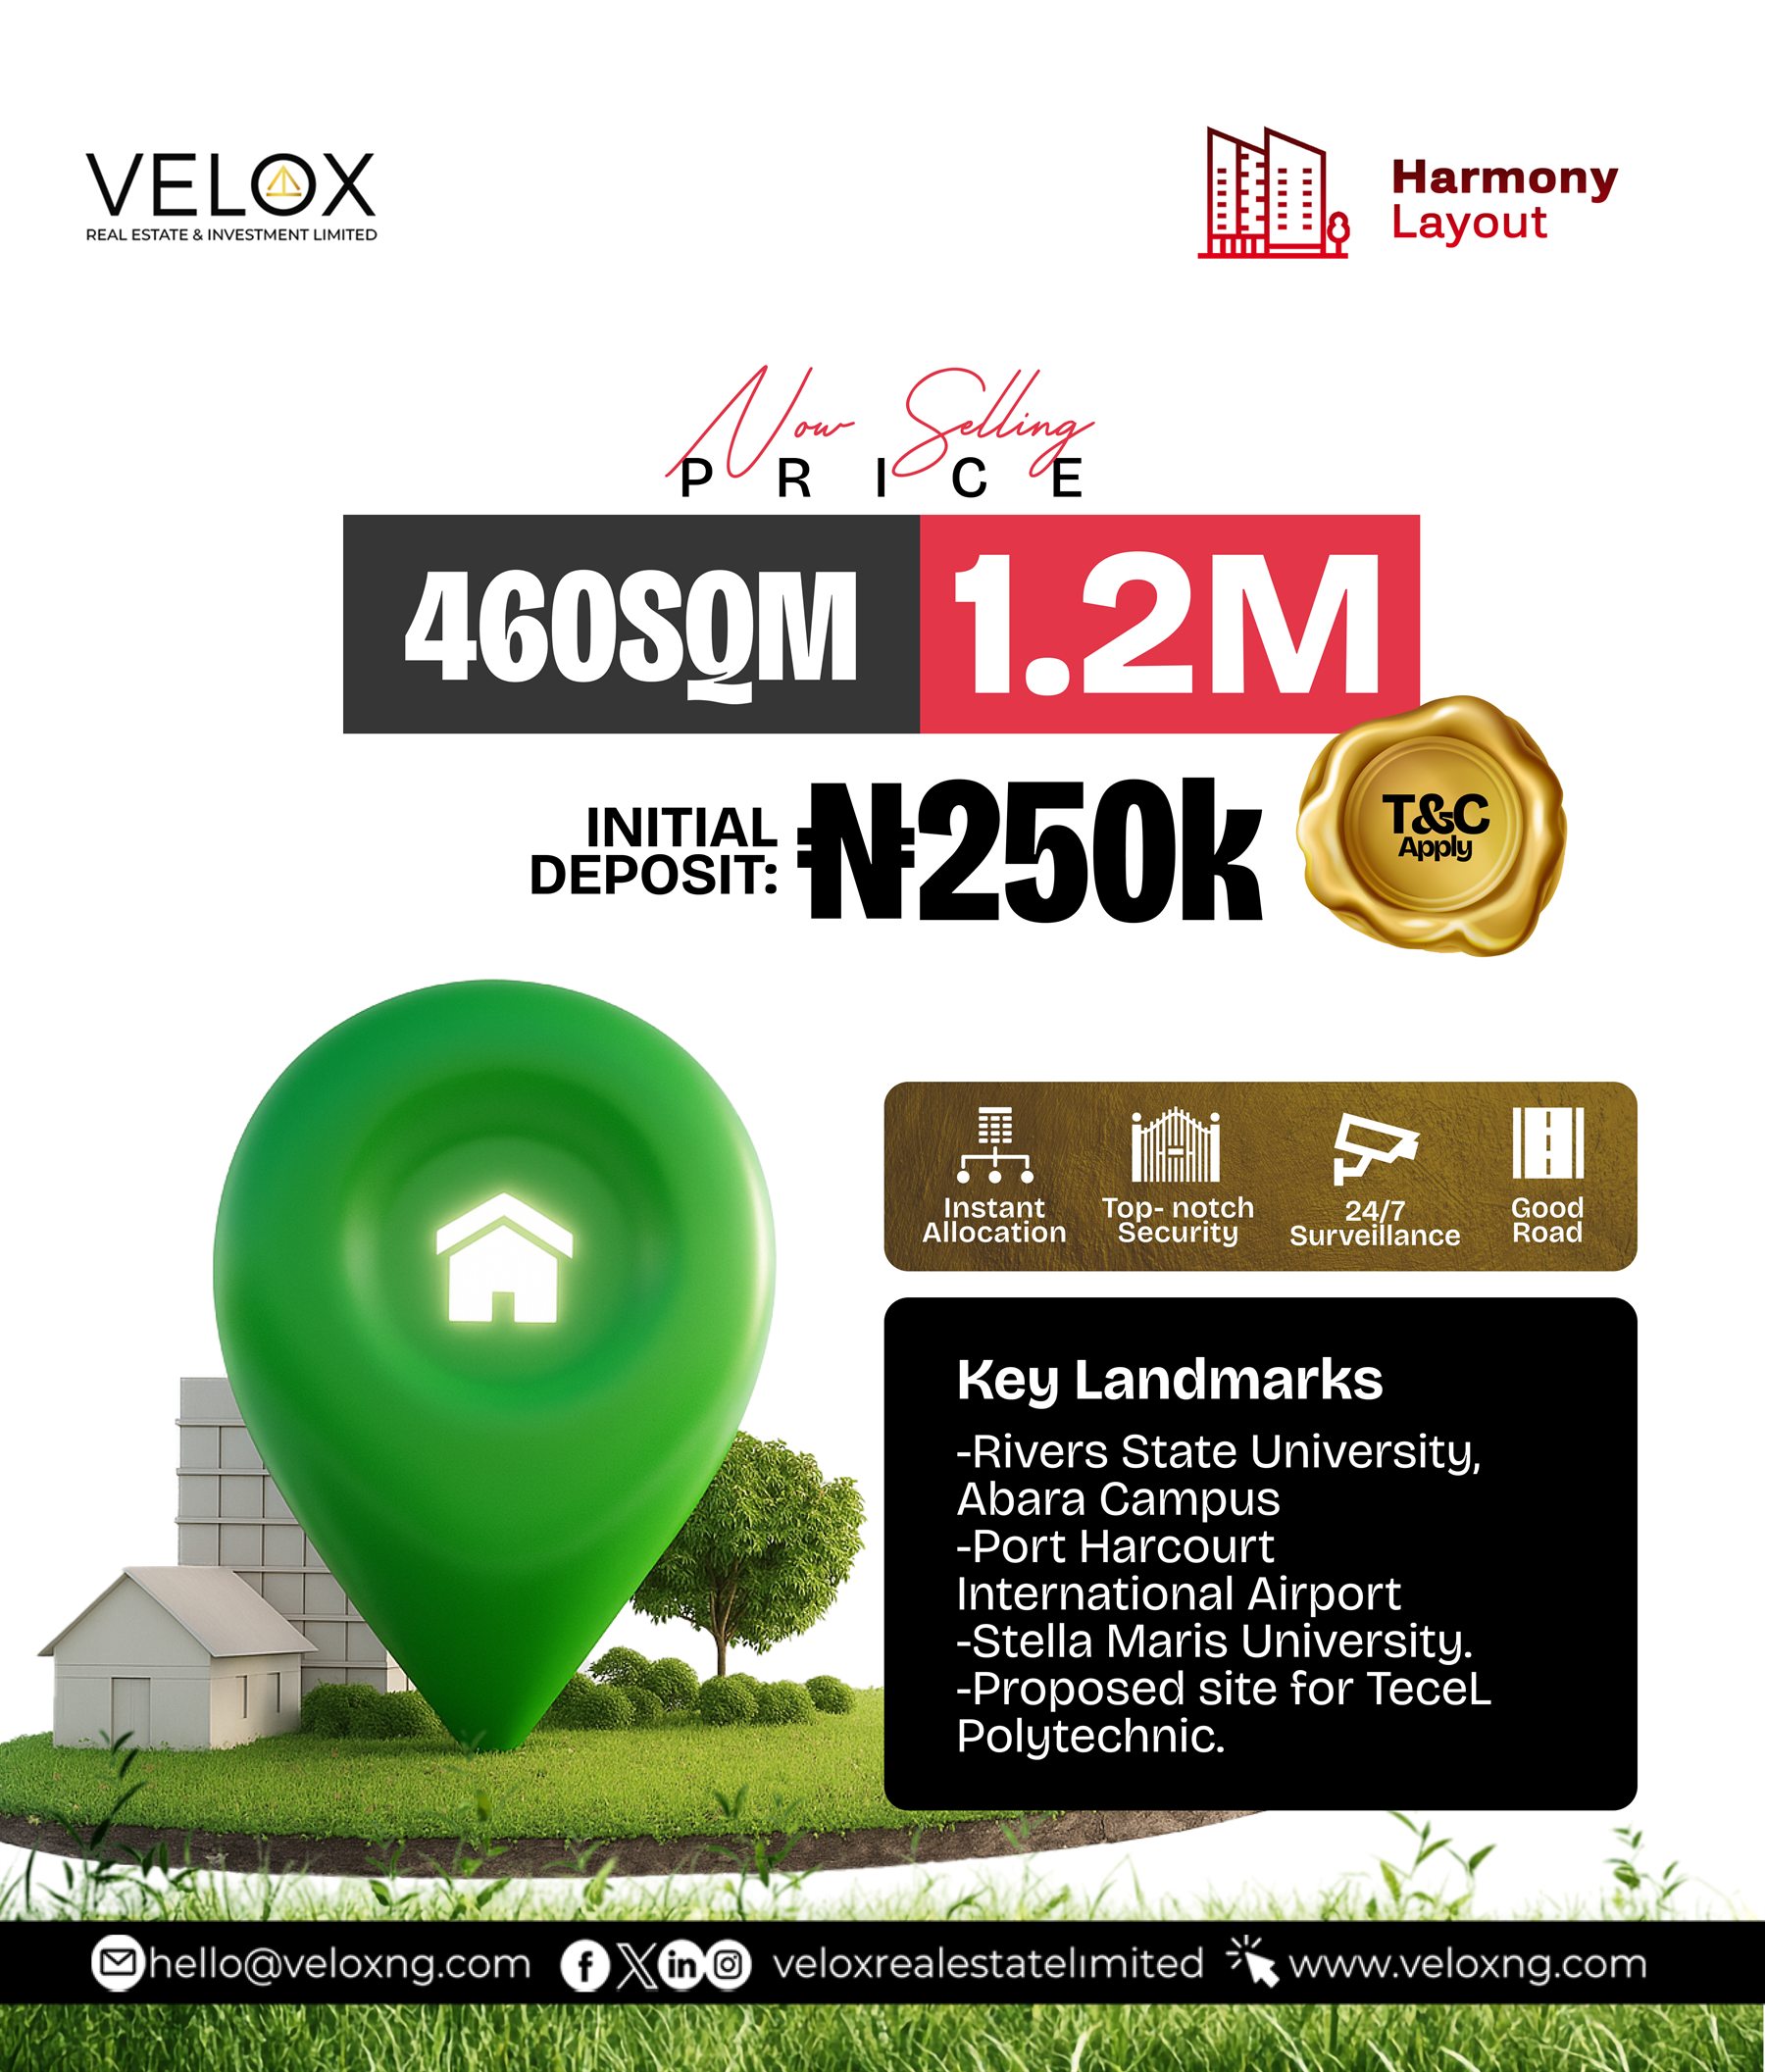 VELOX
REAL ESTATE & INVESTMENT LIMITED
Harmony
Layout
Now Selling
PRICE
460SQM
1.2M
INITIAL
DEPOSIT:
₦250k
T&C
Apply
Instant
Allocation
Top- notch
Security
24/7
Surveillance
Good
Road
Key Landmarks
-Rivers State University,
Abara Campus
-Port Harcourt
International Airport
-Stella Maris University.
-Proposed site for TeceL
Polytechnic.
hello@veloxng.com
veloxrealestatelımited
www.veloxng.com